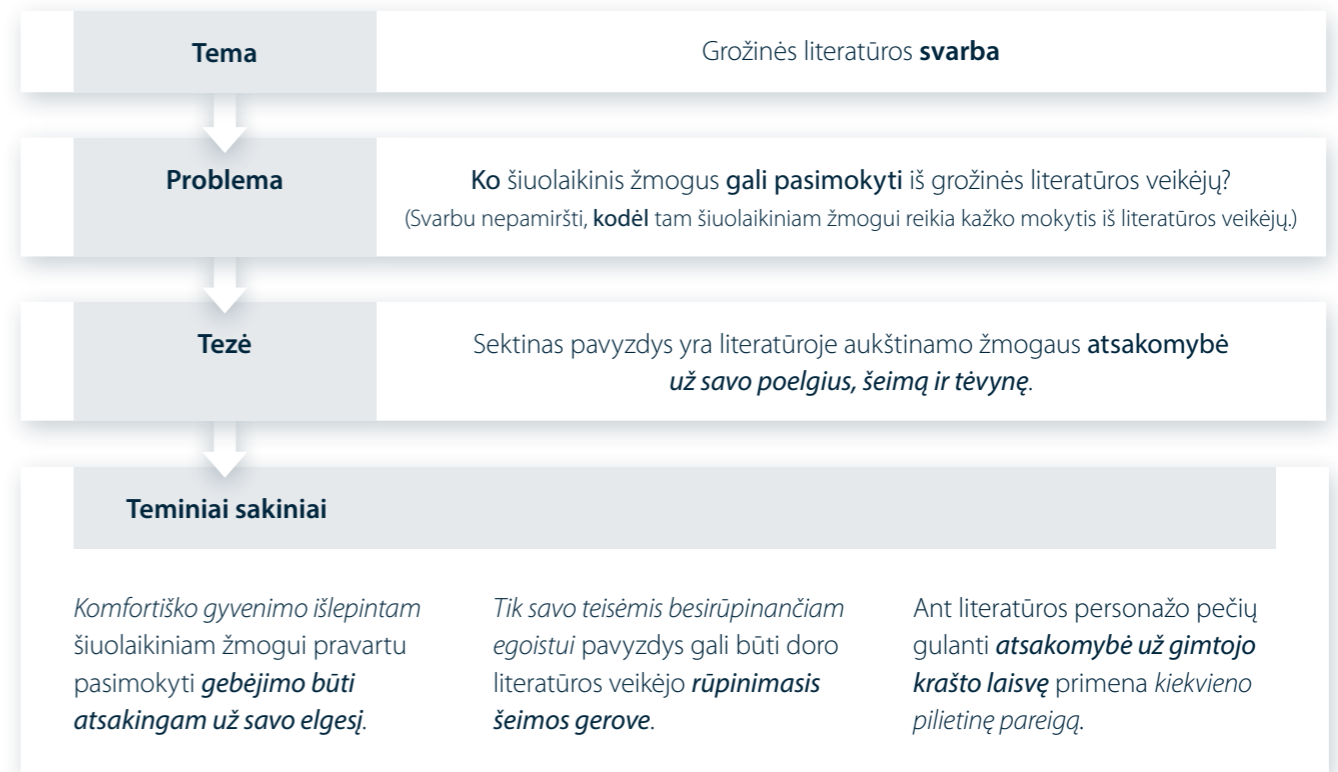 Tema
Grožinės literatūros svarba
Problema
Ko šiuolaikinis žmogus gali pasimokyti iš grožinės literatūros veikėjų?
(Svarbu nepamiršti, kodėl tam šiuolaikiniam žmogui reikia kažko mokytis iš literatūros veikėjų.)
Tezė
Sektinas pavyzdys yra literatūroje aukštinamo žmogaus atsakomybė
už savo poelgius, šeimą ir tėvynę.
Teminiai sakiniai
Komfortiško gyvenimo išlepintam
šiuolaikiniam žmogui pravartu
pasimokyti gebėjimo būti
atsakingam už savo elgesį.
Tik savo teisėmis besirūpinančiam
egoistui pavyzdys gali būti doro
literatūros veikėjo rūpinimasis
šeimos gerove.
Ant literatūros personažo pečių
gulanti atsakomybė už gimtojo
krašto laisvę primena kiekvieno
pilietinę pareigą.